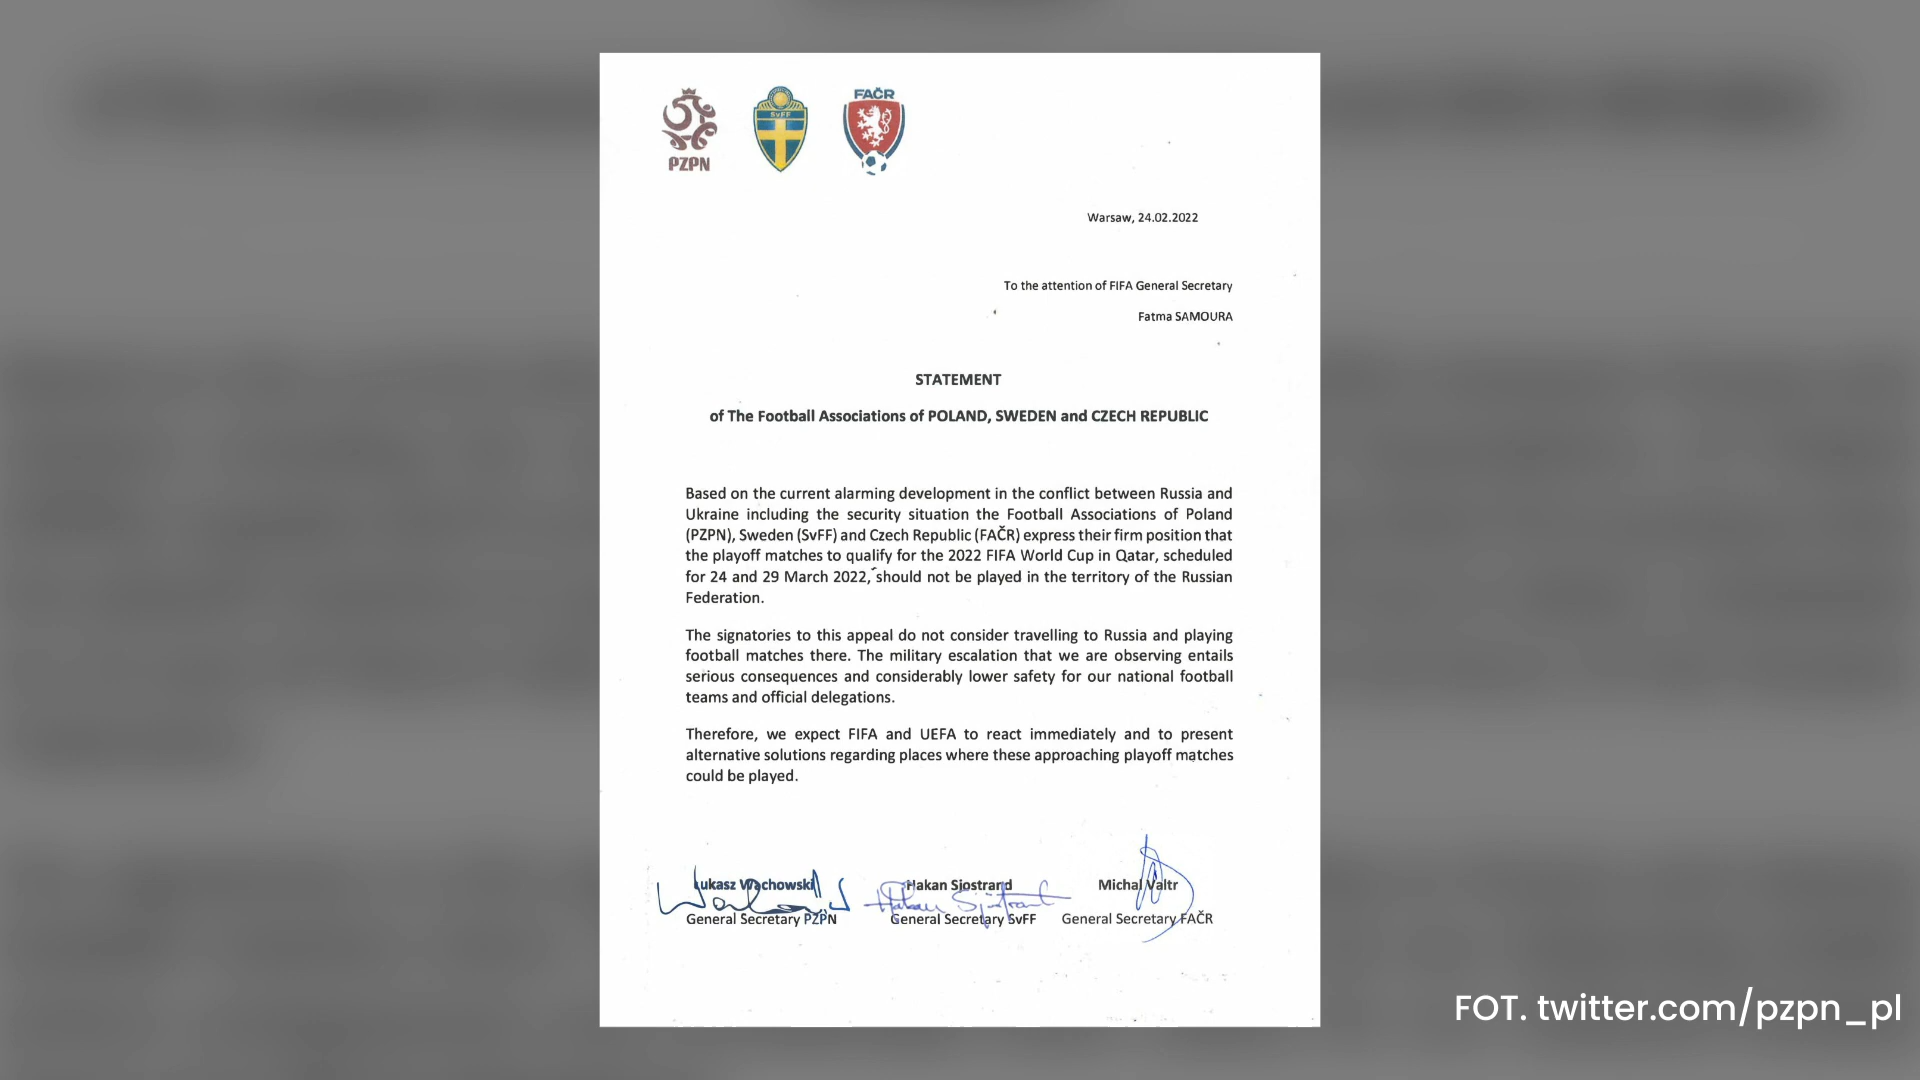 PZPN
SvFF
FAČR
Warsaw, 24.02.2022
To the attention of FIFA General Secretary
Fatma SAMOURA
STATEMENT
of The Football Associations of POLAND, SWEDEN and CZECH REPUBLIC
Based on the current alarming development in the conflict between Russia and
Ukraine including the security situation the Football Associations of Poland
(PZPN), Sweden (SvFF) and Czech Republic (FAČR) express their firm position that
the playoff matches to qualify for the 2022 FIFA World Cup in Qatar, scheduled
for 24 and 29 March 2022, should not be played in the territory of the Russian
Federation.
The signatories to this appeal do not consider travelling to Russia and playing
football matches there. The military escalation that we are observing entails
serious consequences and considerably lower safety for our national football
teams and official delegations.
Therefore, we expect FIFA and UEFA to react immediately and to present
alternative solutions regarding places where these approaching playoff matches
could be played.
Łukasz Wachowski Hakan Sjostrand Michal Valtr
General Secretary PZPN General Secretary SvFF General Secretary FAČR
FOT. twitter.com/pzpn_pl